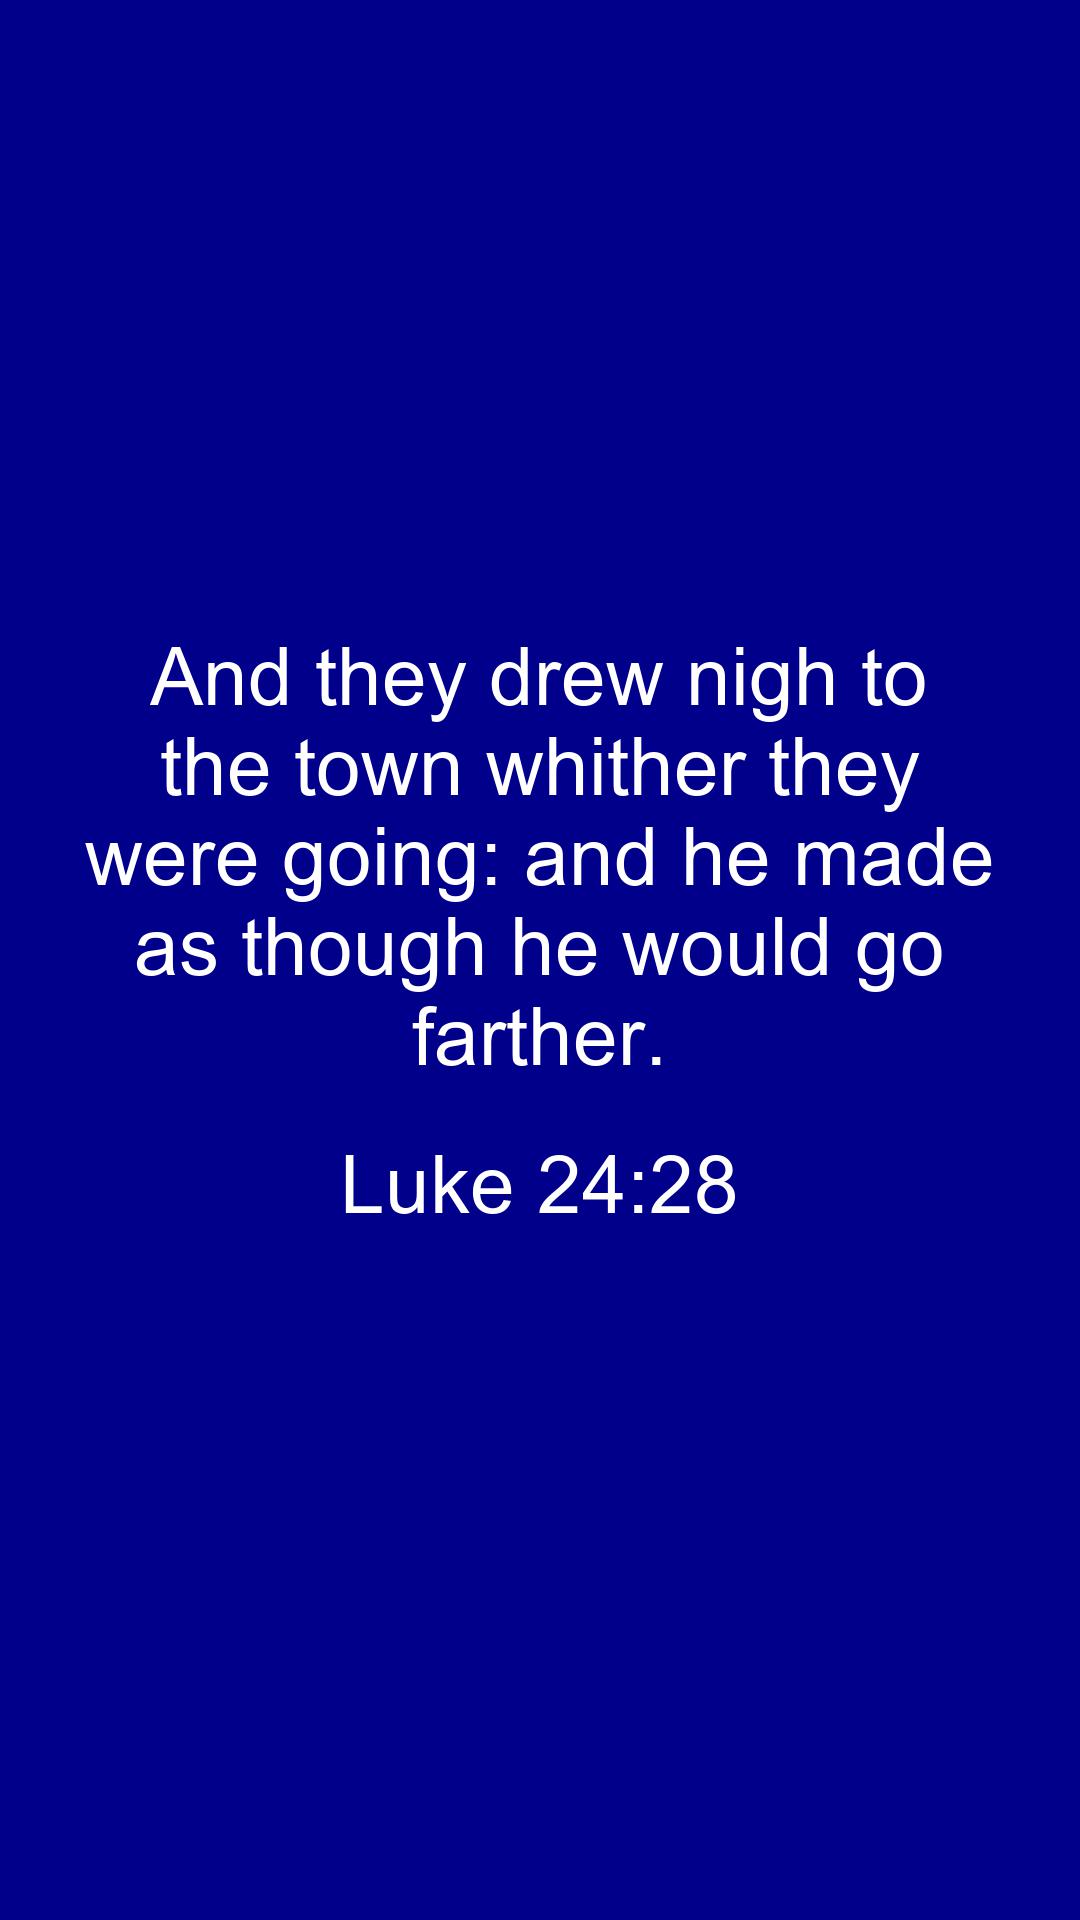 And they drew nigh to
the town whither they
were going: and he made
as though he would go
farther.
Luke 24:28